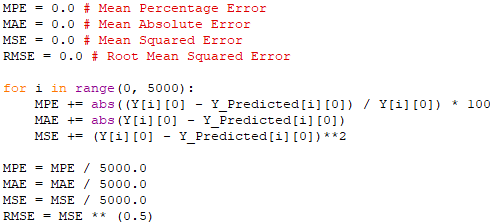 MPE = 0.0 # Mean Percentage Error
MAE = 0.0 # Mean Absolute Error
MSE = 0.0 # Mean Squared Error
RMSE = 0.0 # Root Mean Squared Error
for i in range(0, 5000):
MPE += abs((Y[i][0] - Y_Predicted[i][0]) / Y[i][0]) * 100
MAE += abs(Y[i][0] - Y_Predicted[i][0])
MSE += (Y[i][0] - Y_Predicted[i][0])**2
MPE = MPE / 5000.0
MAE = MAE / 5000.0
MSE = MSE / 5000.0
RMSE = MSE ** (0.5)